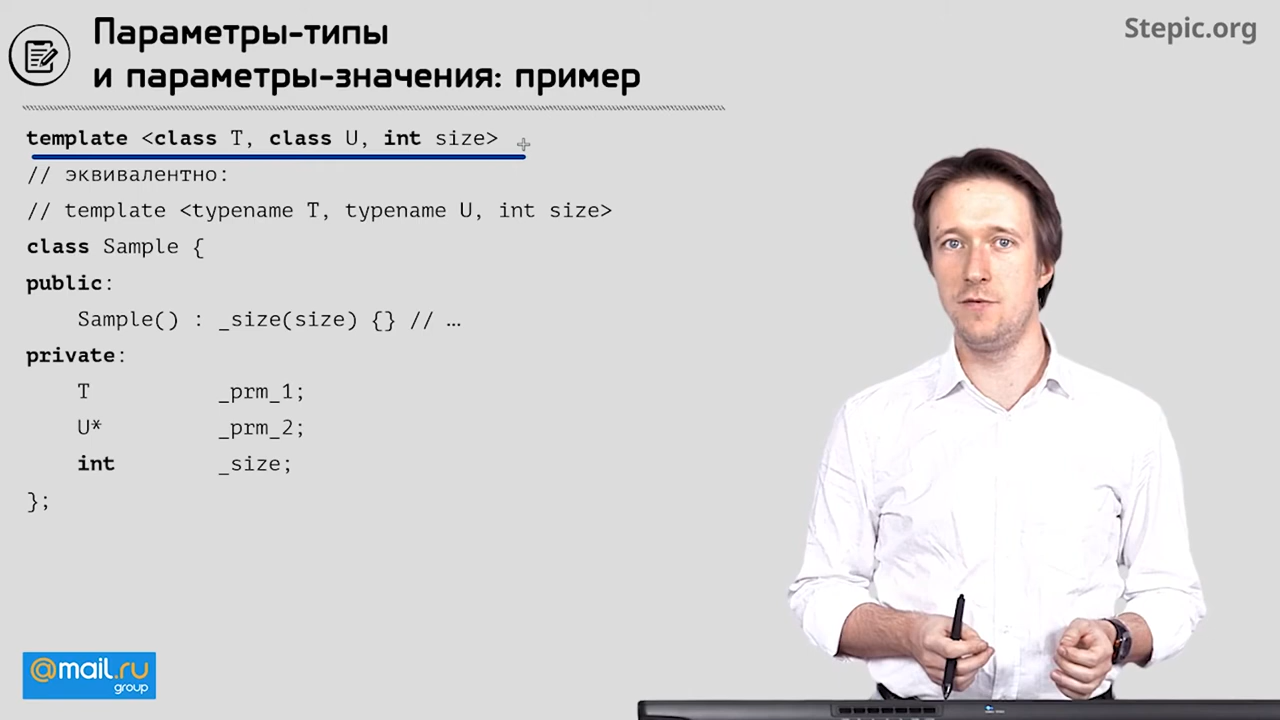 Параметры-типы
и параметры-значения: пример
Stepic.org
template <class T, class U, int size>
// эквивалентно:
// template <typename T, typename U, int size>
class Sample {
public:
    Sample() : _size(size) {} // …
private:
    T          _prm_1;
    U*         _prm_2;
    int        _size;
};
@mail.ru
group